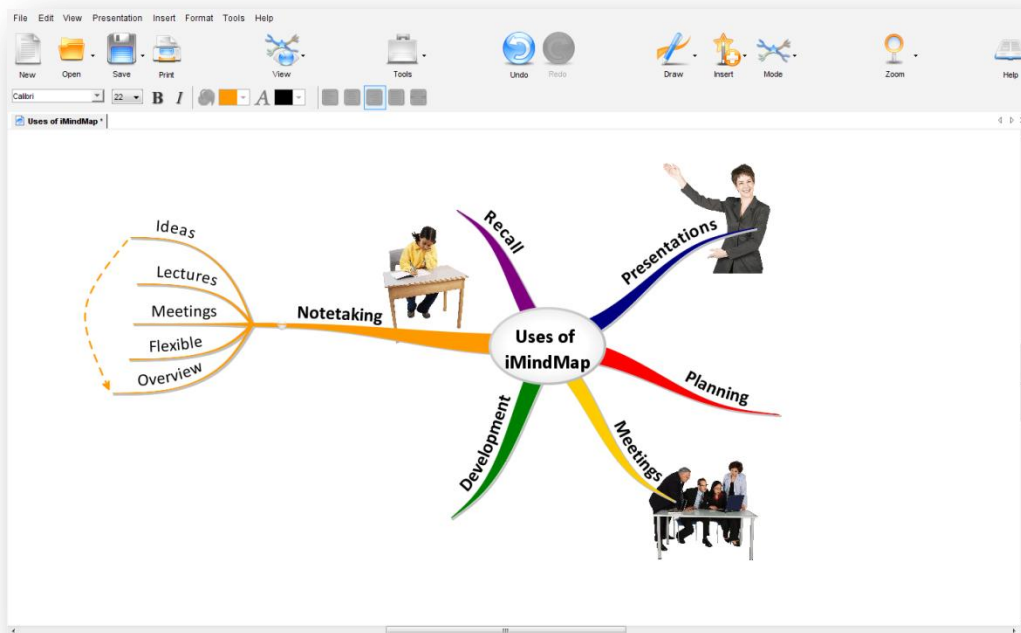 File Edit View Presentation Insert Format Tools Help
New Open Save Print View Tools Undo Redo Draw Insert Mode Zoom Help
Calibri 22 B I A
Uses of iMindMap *
Ideas
Lectures
Meetings
Flexible
Overview
Notetaking
Recall
Presentations
Uses of
iMindMap
Planning
Development
Meetings